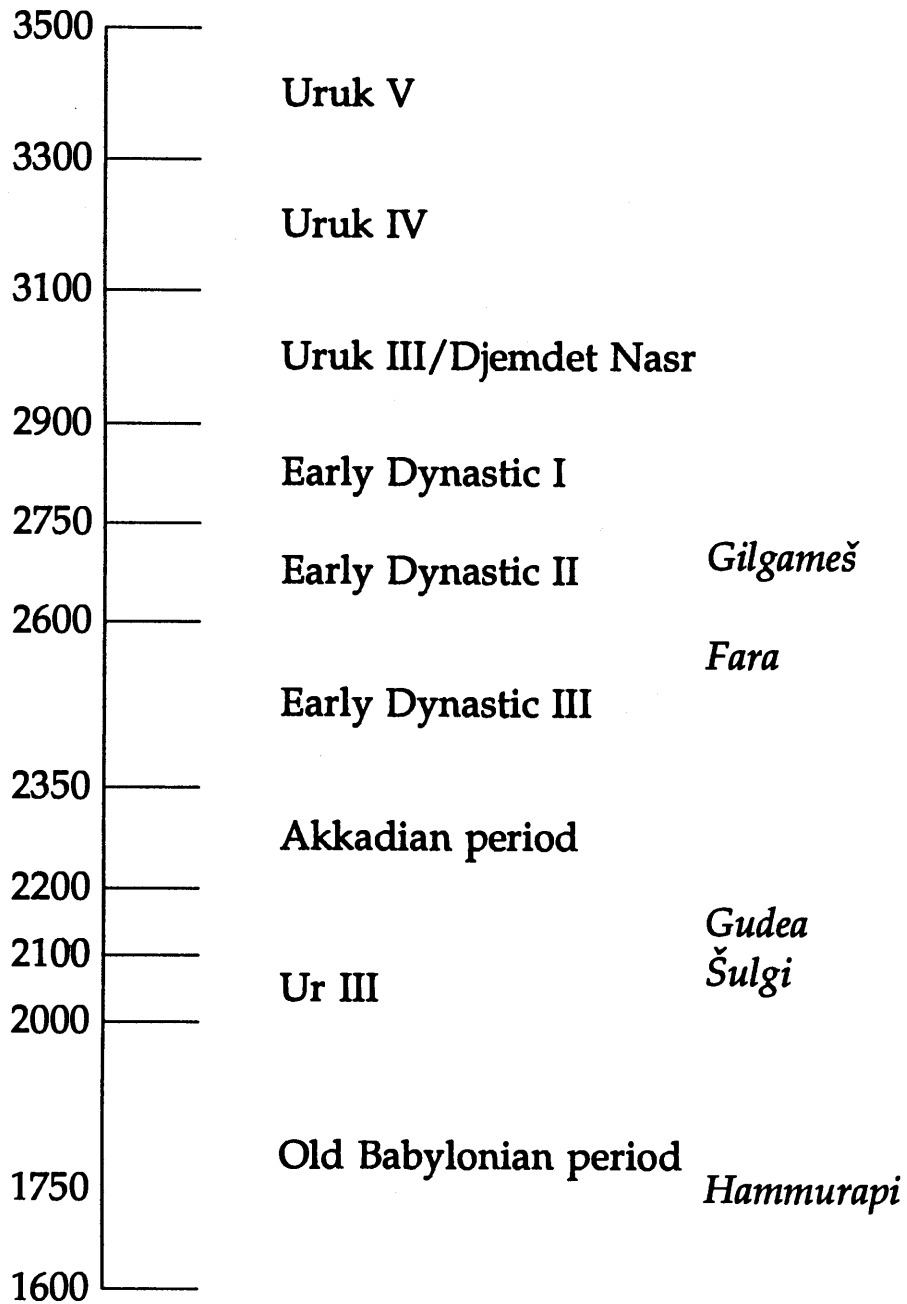 3500
Uruk V
3300
Uruk IV
3100
Uruk III/Djemdet Nasr
2900
Early Dynastic I
2750
Early Dynastic II Gilgameš
2600
Fara
Early Dynastic III
2350
Akkadian period
2200
Gudea
2100
Šulgi
Ur III
2000
Old Babylonian period
1750 Hammurapi
1600